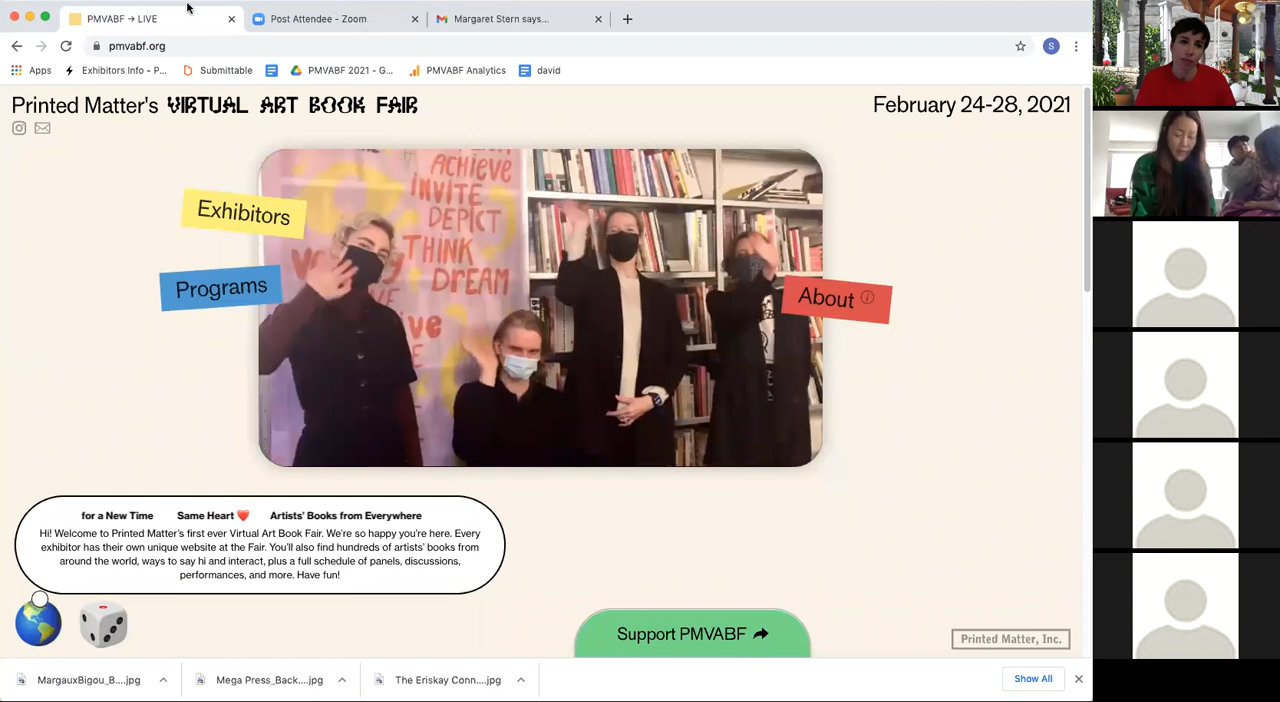 PMVABF → LIVE
Post Attendee - Zoom
Margaret Stern says...
pmvabf.org
S
Apps
Exhibitors Info - P...
Submittable
PMVABF 2021 - G...
PMVABF Analytics
david
Printed Matter's VIRTUAL ART BOOK FAIR
February 24-28, 2021
ACHIEVE
INVITE
DEPICT
THINK
DREAM
Exhibitors
Programs
About
for a New Time Same Heart ❤️ Artists' Books from Everywhere
Hi! Welcome to Printed Matter's first ever Virtual Art Book Fair. We're so happy you're here. Every
exhibitor has their own unique website at the Fair. You'll also find hundreds of artists' books from
around the world, ways to say hi and interact, plus a full schedule of panels, discussions,
performances, and more. Have fun!
Support PMVABF
Printed Matter, Inc.
MargauxBigou_B....jpg
Mega Press_Back....jpg
The Eriskay Conn....jpg
Show All